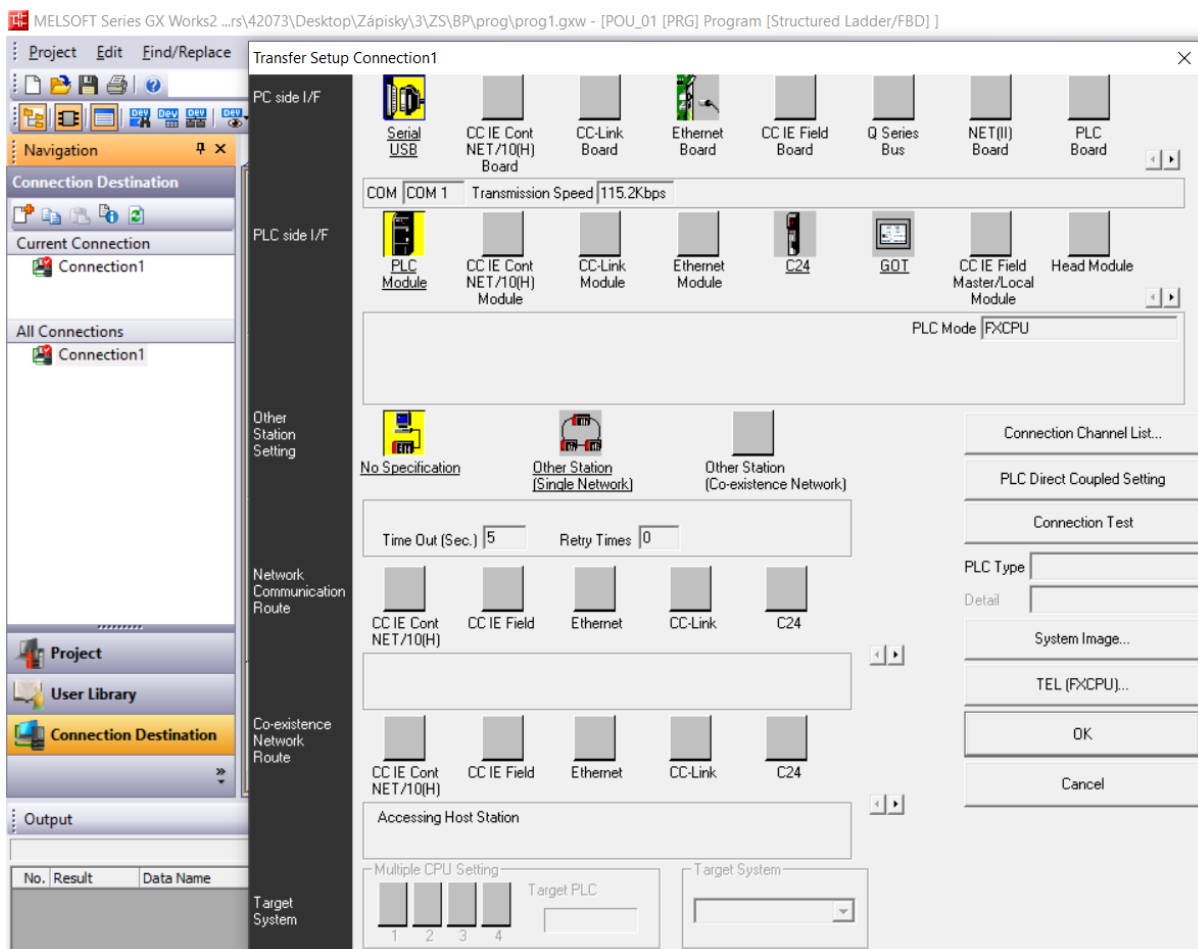 MELSOFT Series GX Works2 ...rs\42073\Desktop\Zápisky\3\ZS\BP\prog\prog1.gxw - [POU_01 [PRG] Program [Structured Ladder/FBD] ]
Project Edit Find/Replace
Transfer Setup Connection1
Navigation
Connection Destination
Current Connection
Connection1
All Connections
Connection1
Project
User Library
Connection Destination
Output
No. Result Data Name
PC side I/F
Serial USB
CC IE Cont NET/10(H) Board
CC-Link Board
Ethernet Board
CC IE Field Board
Q Series Bus
NET(II) Board
PLC Board
COM COM 1 Transmission Speed 115.2Kbps
PLC side I/F
PLC Module
CC IE Cont NET/10(H) Module
CC-Link Module
Ethernet Module
C24
GOT
CC IE Field Master/Local Module
Head Module
PLC Mode FXCPU
Other Station Setting
No Specification
Other Station (Single Network)
Other Station (Co-existence Network)
Time Out (Sec.) 5 Retry Times 0
Connection Channel List...
PLC Direct Coupled Setting
Connection Test
PLC Type
Detail
System Image...
TEL (FXCPU)...
OK
Cancel
Network Communication Route
CC IE Cont NET/10(H)
CC IE Field
Ethernet
CC-Link
C24
Co-existence Network Route
CC IE Cont NET/10(H)
CC IE Field
Ethernet
CC-Link
C24
Accessing Host Station
Target System
Multiple CPU Setting
1 2 3 4
Target PLC
Target System